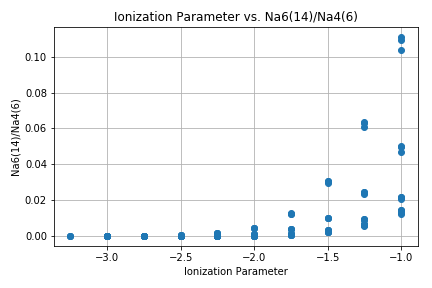 Ionization Parameter vs. Na6(14)/Na4(6)
Na6(14)/Na4(6)
0.10
0.08
0.06
0.04
0.02
0.00
−3.0 −2.5 −2.0 −1.5 −1.0
Ionization Parameter